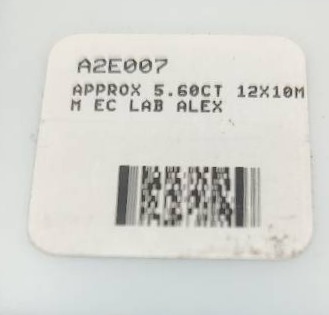 A2E007
APPROX 5.60CT 12X10M
M EC LAB ALEX